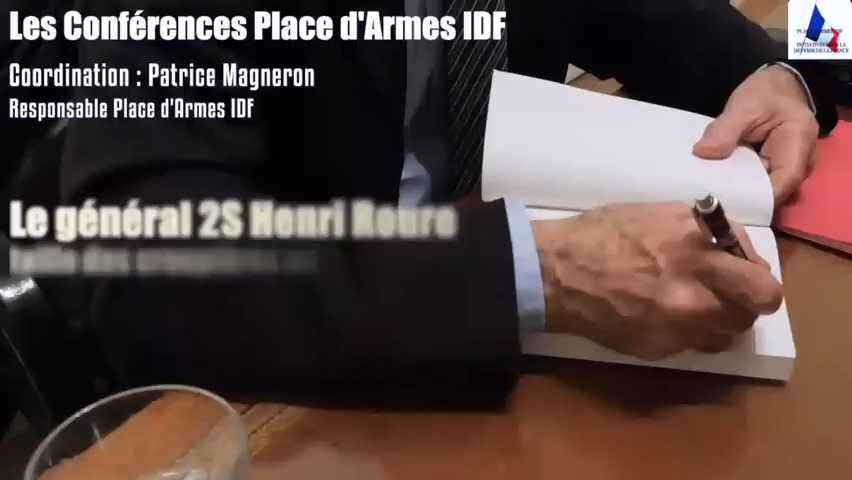 Les Conférences Place d'Armes IDF
Coordination : Patrice Magneron
Responsable Place d'Armes IDF
Le général 2S Henri Roure